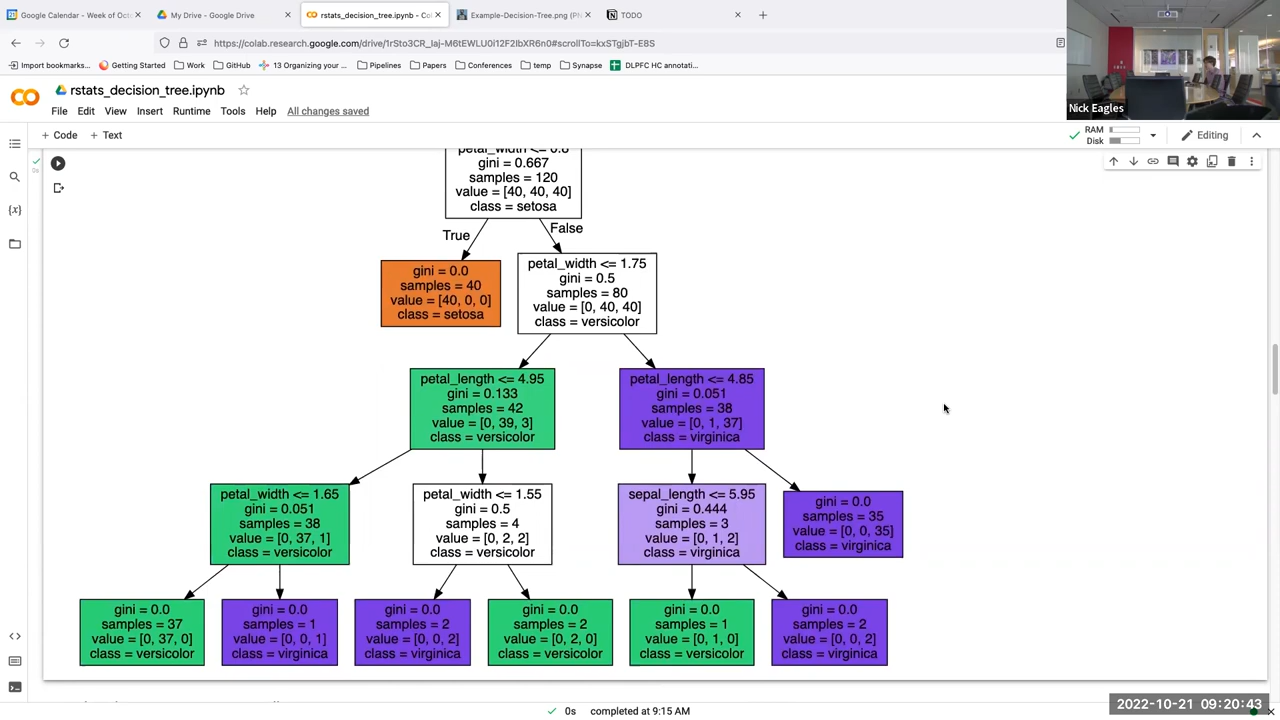 Google Calendar - Week of Octo
My Drive - Google Drive
rstats_decision_tree.ipynb - Col
Example-Decision-Tree.png (PN
TODO
https://colab.research.google.com/drive/1rSto3CR_Iaj-M6tEWLU0i12F2IbXR6n0#scrollTo=kxSTgjbT-E8S
Import bookmarks...
Getting Started
Work
GitHub
13 Organizing your ...
Pipelines
Papers
Conferences
temp
Synapse
DLPFC HC annotati...
Nick Eagles
rstats_decision_tree.ipynb
File Edit View Insert Runtime Tools Help All changes saved
+ Code + Text
RAM
Disk
Editing
petal_width <= 0.8
gini = 0.667
samples = 120
value = [40, 40, 40]
class = setosa
True
False
gini = 0.0
samples = 40
value = [40, 0, 0]
class = setosa
petal_width <= 1.75
gini = 0.5
samples = 80
value = [0, 40, 40]
class = versicolor
petal_length <= 4.95
gini = 0.133
samples = 42
value = [0, 39, 3]
class = versicolor
petal_length <= 4.85
gini = 0.051
samples = 38
value = [0, 1, 37]
class = virginica
petal_width <= 1.65
gini = 0.051
samples = 38
value = [0, 37, 1]
class = versicolor
petal_width <= 1.55
gini = 0.5
samples = 4
value = [0, 2, 2]
class = versicolor
sepal_length <= 5.95
gini = 0.444
samples = 3
value = [0, 1, 2]
class = virginica
gini = 0.0
samples = 35
value = [0, 0, 35]
class = virginica
gini = 0.0
samples = 37
value = [0, 37, 0]
class = versicolor
gini = 0.0
samples = 1
value = [0, 0, 1]
class = virginica
gini = 0.0
samples = 2
value = [0, 0, 2]
class = virginica
gini = 0.0
samples = 2
value = [0, 2, 0]
class = versicolor
gini = 0.0
samples = 1
value = [0, 1, 0]
class = versicolor
gini = 0.0
samples = 2
value = [0, 0, 2]
class = virginica
0s completed at 9:15 AM
2022-10-21 09:20:43